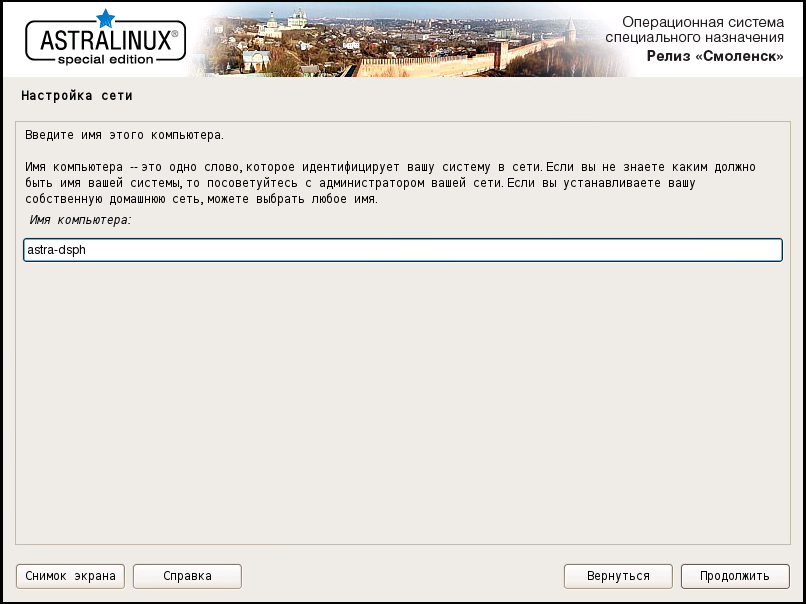 ASTRALINUX®
special edition
Операционная система
специального назначения
Релиз «Смоленск»
Настройка сети
Введите имя этого компьютера.
Имя компьютера -- это одно слово, которое идентифицирует вашу систему в сети. Если вы не знаете каким должно
быть имя вашей системы, то посоветуйтесь с администратором вашей сети. Если вы устанавливаете вашу
собственную домашнюю сеть, можете выбрать любое имя.
Имя компьютера:
astra-dsph
Снимок экрана
Справка
Вернуться
Продолжить